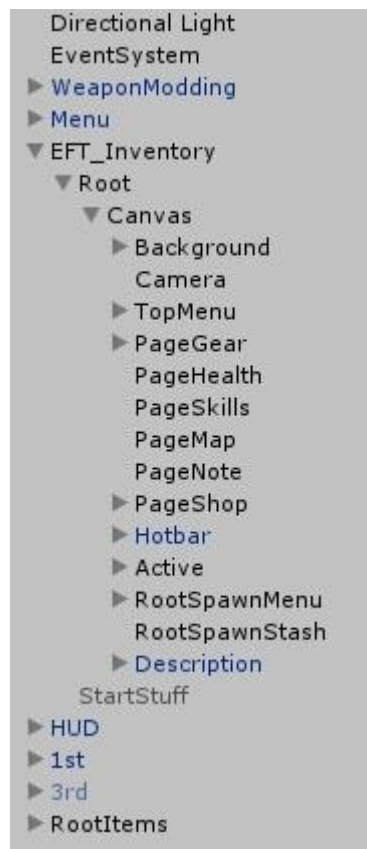 Directional Light
EventSystem
WeaponModding
Menu
EFT_Inventory
Root
Canvas
Background
Camera
TopMenu
PageGear
PageHealth
PageSkills
PageMap
PageNote
PageShop
Hotbar
Active
RootSpawnMenu
RootSpawnStash
Description
StartStuff
HUD
1st
3rd
RootItems